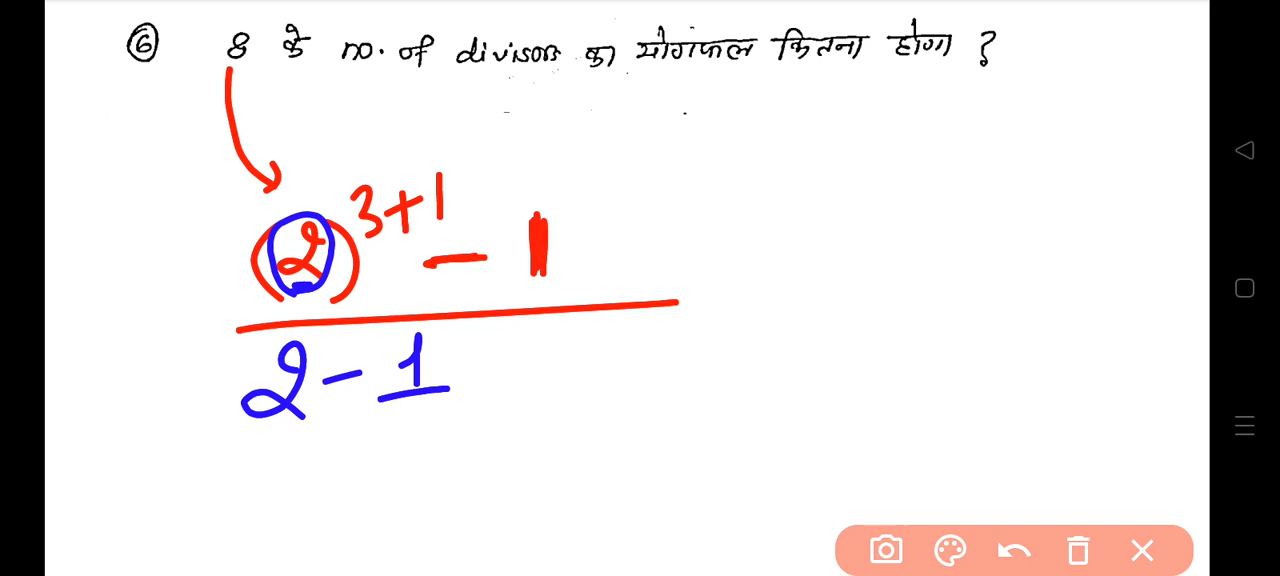 ⑥ 8 के no. of divisors का योगफल कितना होगा ?
(2)^{3+1} - 1
2 - 1